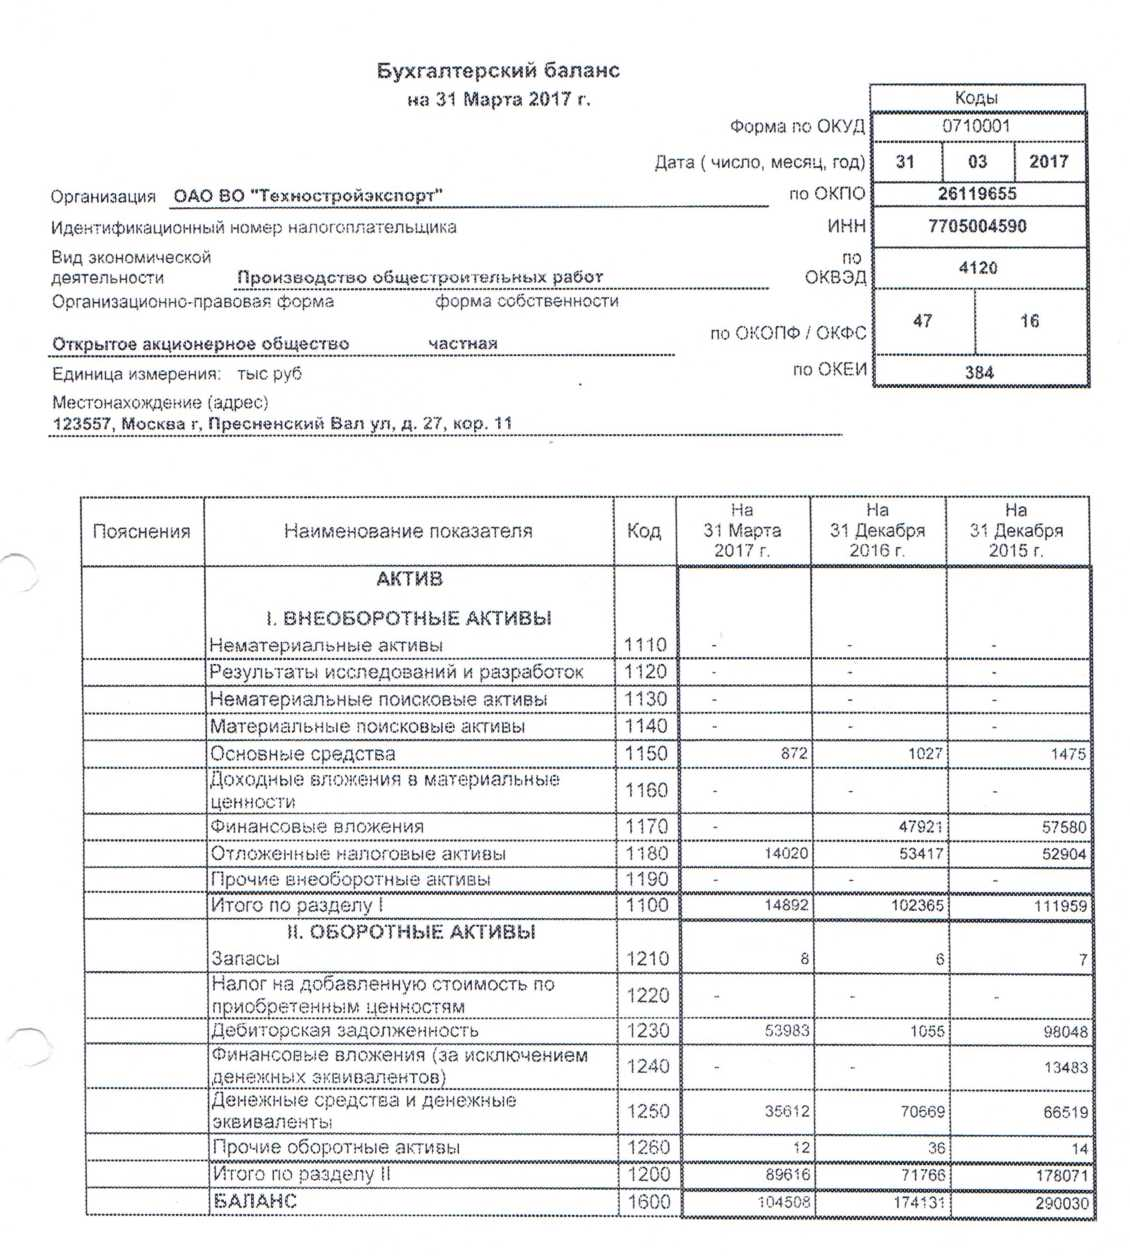 Бухгалтерский баланс
на 31 Марта 2017 г.
Коды
Форма по ОКУД 0710001
Дата ( число, месяц, год) 31 03 2017
Организация ОАО ВО "Техностройэкспорт" по ОКПО 26119655
Идентификационный номер налогоплательщика ИНН 7705004590
Вид экономической
деятельности Производство общестроительных работ
по
ОКВЭД 4120
Организационно-правовая форма форма собственности
Открытое акционерное общество частная по ОКОПФ / ОКФС 47 16
Единица измерения: тыс руб по ОКЕИ 384
Местонахождение (адрес)
123557, Москва г, Пресненский Вал ул, д. 27, кор. 11
Пояснения Наименование показателя Код На 31 Марта 2017 г. На 31 Декабря 2016 г. На 31 Декабря 2015 г.
АКТИВ
I. ВНЕОБОРОТНЫЕ АКТИВЫ
Нематериальные активы 1110 - - -
Результаты исследований и разработок 1120 - - -
Нематериальные поисковые активы 1130 - - -
Материальные поисковые активы 1140 - - -
Основные средства 1150 872 1027 1475
Доходные вложения в материальные
ценности 1160 - - -
Финансовые вложения 1170 - 47921 57580
Отложенные налоговые активы 1180 14020 53417 52904
Прочие внеоборотные активы 1190 - - -
Итого по разделу I 1100 14892 102365 111959
II. ОБОРОТНЫЕ АКТИВЫ
Запасы 1210 8 6 7
Налог на добавленную стоимость по
приобретенным ценностям 1220 - - -
Дебиторская задолженность 1230 53983 1055 98048
Финансовые вложения (за исключением
денежных эквивалентов) 1240 - - 13483
Денежные средства и денежные
эквиваленты 1250 35612 70669 66519
Прочие оборотные активы 1260 12 36 14
Итого по разделу II 1200 89616 71766 178071
БАЛАНС 1600 104508 174131 290030